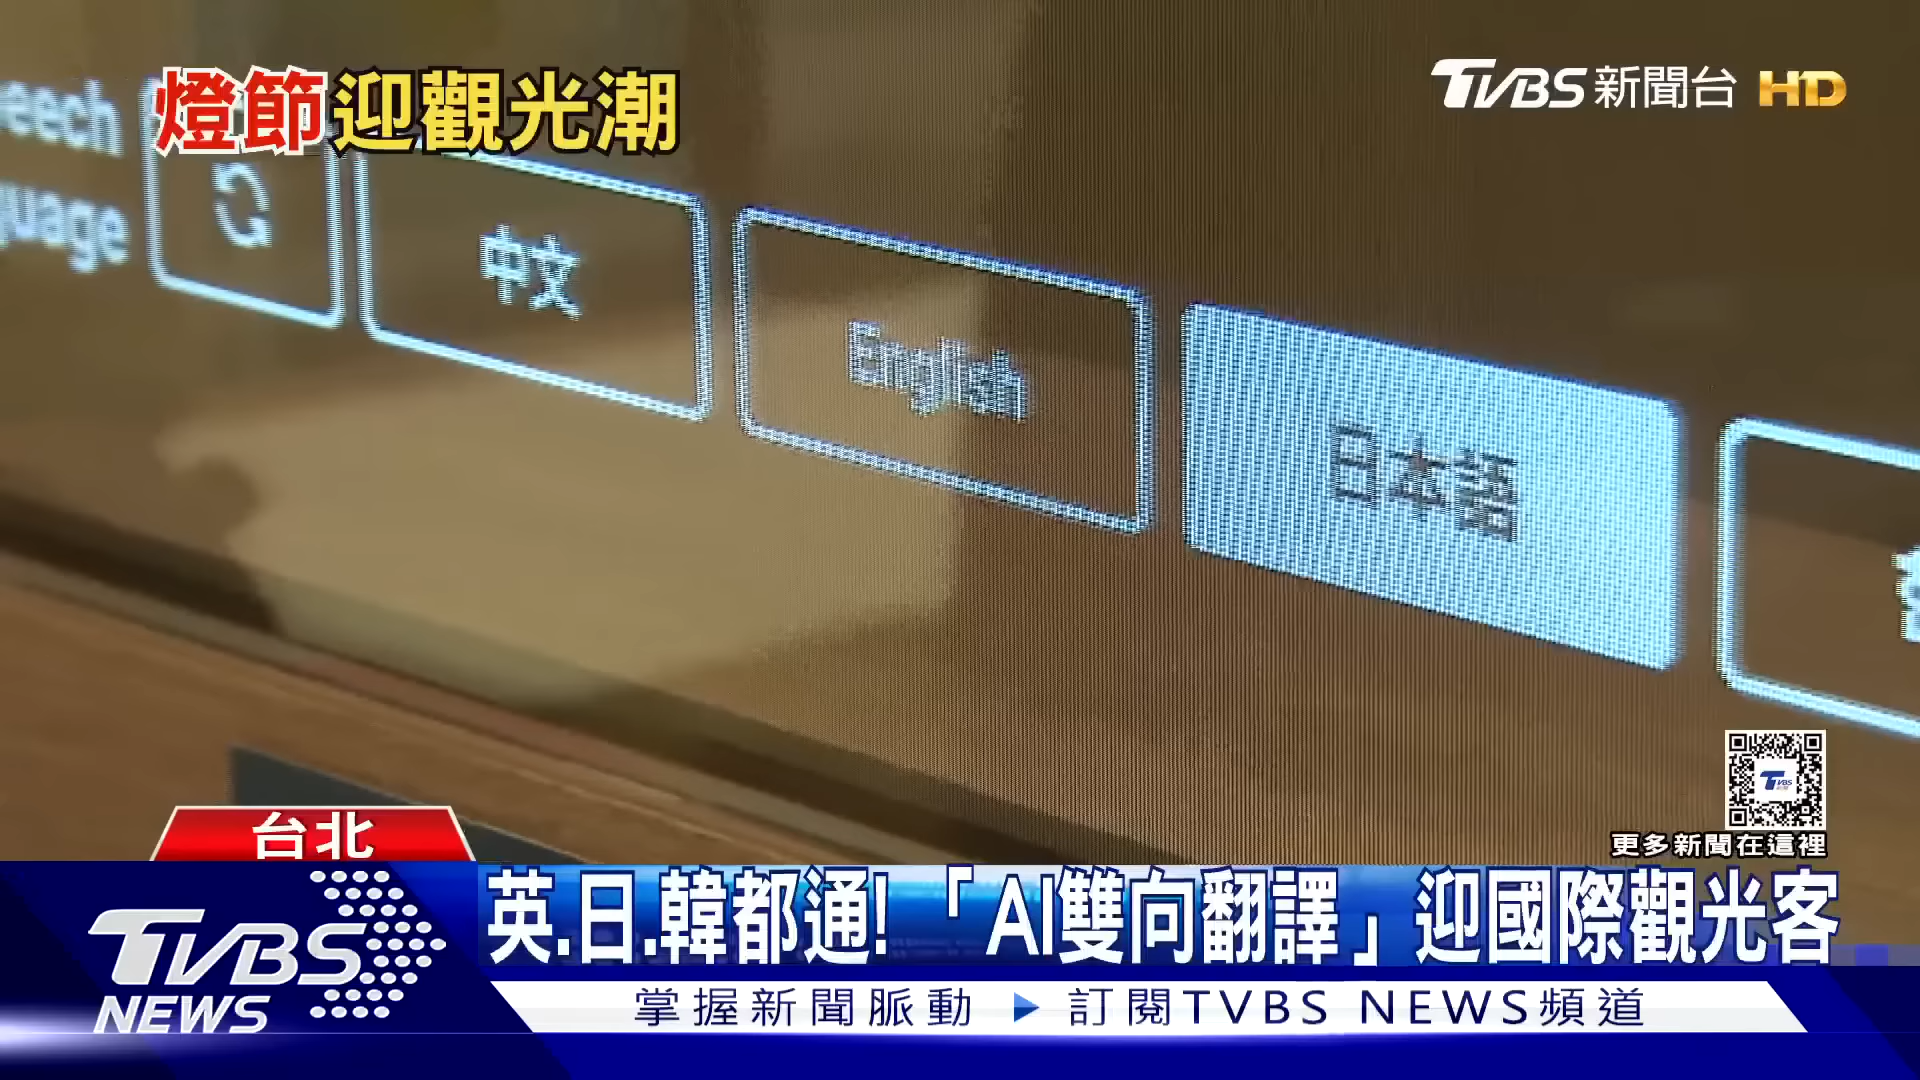 燈節迎觀光潮
TVBS新聞台 HD
中文
English
日本語
TVBS
新聞
更多新聞在這裡
台北
英.日.韓都通!「AI雙向翻譯」迎國際觀光客
TVBS
NEWS
掌握新聞脈動 ▶ 訂閱TVBS NEWS頻道